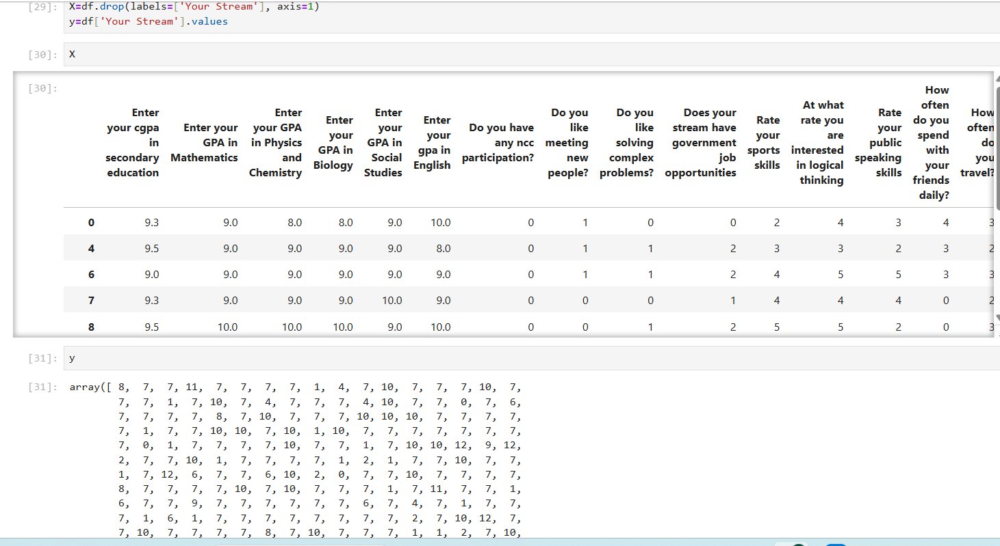 [29]: X=df.drop(labels=['Your Stream'], axis=1)
y=df['Your Stream'].values
[30]: X
[30]:
Enter your cgpa in secondary education Enter your GPA in Mathematics Enter your GPA in Physics and Chemistry Enter your GPA in Biology Enter your GPA in Social Studies Enter your gpa in English Do you have any ncc participation? Do you like meeting new people? Do you like solving complex problems? Does your stream have government job opportunities Rate your sports skills At what rate you are interested in logical thinking Rate your public speaking skills How often do you spend with your friends daily? How often do you travel?
0 9.3 9.0 8.0 8.0 9.0 10.0 0 1 0 0 2 4 3 4 3
4 9.5 9.0 9.0 9.0 9.0 8.0 0 1 1 2 3 3 2 3 2
6 9.0 9.0 9.0 9.0 9.0 9.0 0 1 1 2 4 5 5 3 3
7 9.3 9.0 9.0 9.0 10.0 9.0 0 0 0 1 4 4 4 0 2
8 9.5 10.0 10.0 10.0 9.0 10.0 0 0 1 2 5 5 2 0 3
[31]: y
[31]: array([ 8, 7, 7, 11, 7, 7, 7, 7, 1, 4, 7, 10, 7, 7, 7, 10, 7,
7, 7, 1, 7, 10, 7, 4, 7, 7, 7, 4, 10, 7, 7, 0, 7, 6,
7, 7, 7, 7, 8, 7, 10, 7, 7, 7, 10, 10, 10, 7, 7, 7, 7,
7, 1, 7, 7, 10, 10, 7, 10, 1, 10, 7, 7, 7, 7, 7, 7, 7,
7, 0, 1, 7, 7, 7, 7, 10, 7, 7, 1, 7, 10, 10, 12, 9, 12,
2, 7, 7, 10, 1, 7, 7, 7, 7, 1, 2, 1, 7, 7, 10, 7, 7,
1, 7, 12, 6, 7, 7, 6, 10, 2, 0, 7, 7, 10, 7, 7, 7, 7,
8, 7, 7, 7, 7, 10, 7, 10, 7, 7, 7, 1, 7, 11, 7, 7, 1,
6, 7, 7, 9, 7, 7, 7, 7, 7, 7, 6, 7, 4, 7, 1, 7, 7,
7, 1, 6, 1, 7, 7, 7, 7, 7, 7, 7, 7, 2, 7, 10, 12, 7,
7, 10, 7, 7, 7, 7, 8, 7, 10, 7, 7, 7, 1, 1, 2, 7, 10,